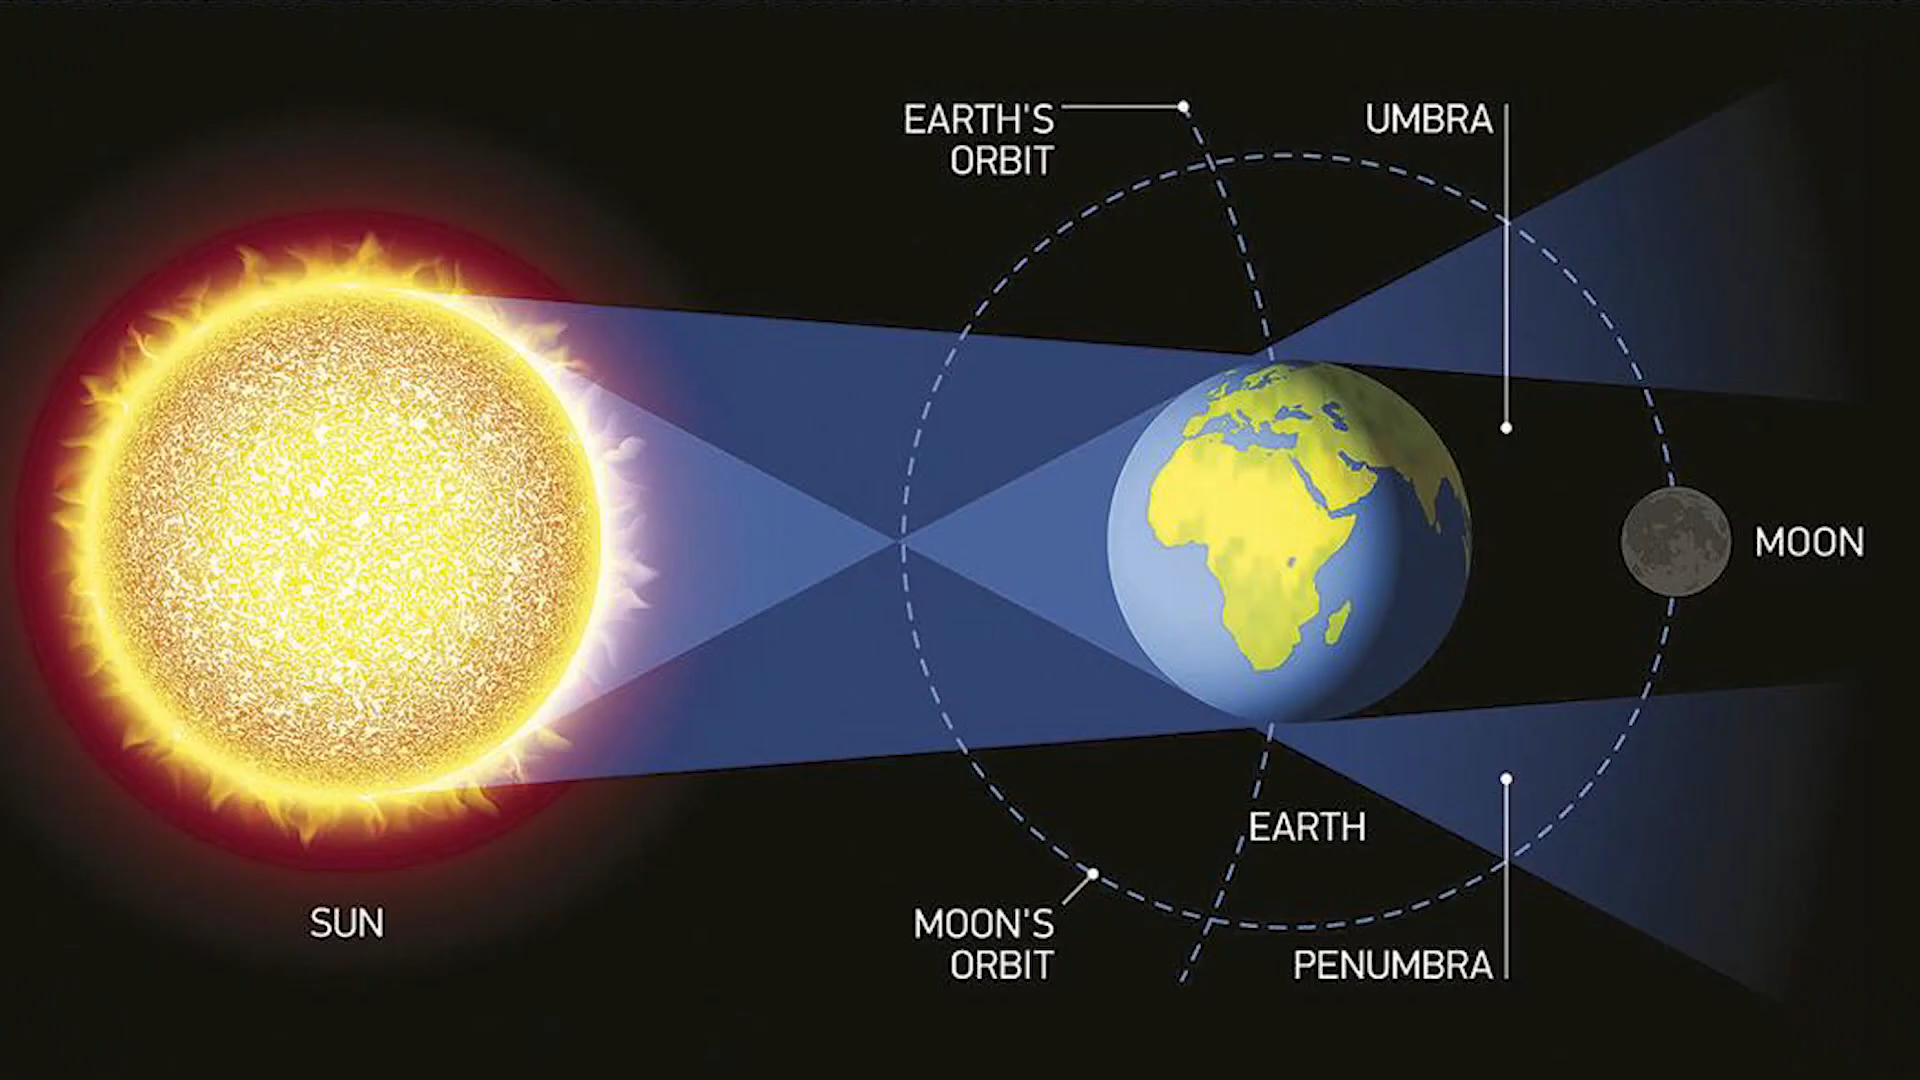 EARTH'S
ORBIT
UMBRA
MOON
EARTH
SUN
MOON'S
ORBIT
PENUMBRA